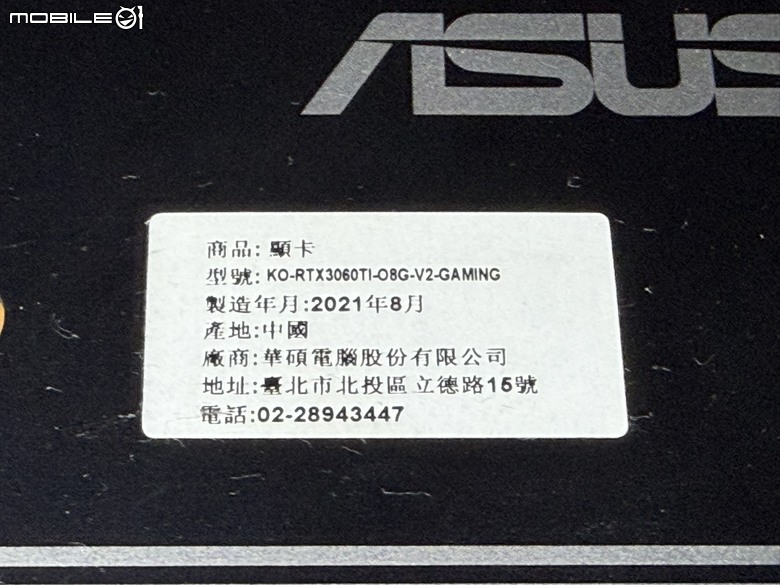 MOBILE01
ASUS
商品: 顯卡
型號: KO-RTX3060TI-O8G-V2-GAMING
製造年月:2021年8月
產地:中國
廠商:華碩電腦股份有限公司
地址:臺北市北投區立德路15號
電話:02-28943447